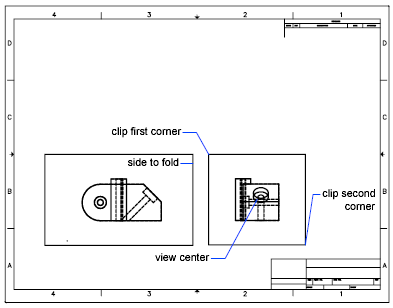 4 3 2 1
D D
C C
clip first corner
side to fold
B B
clip second
corner
view center
A A
4 3 2 1